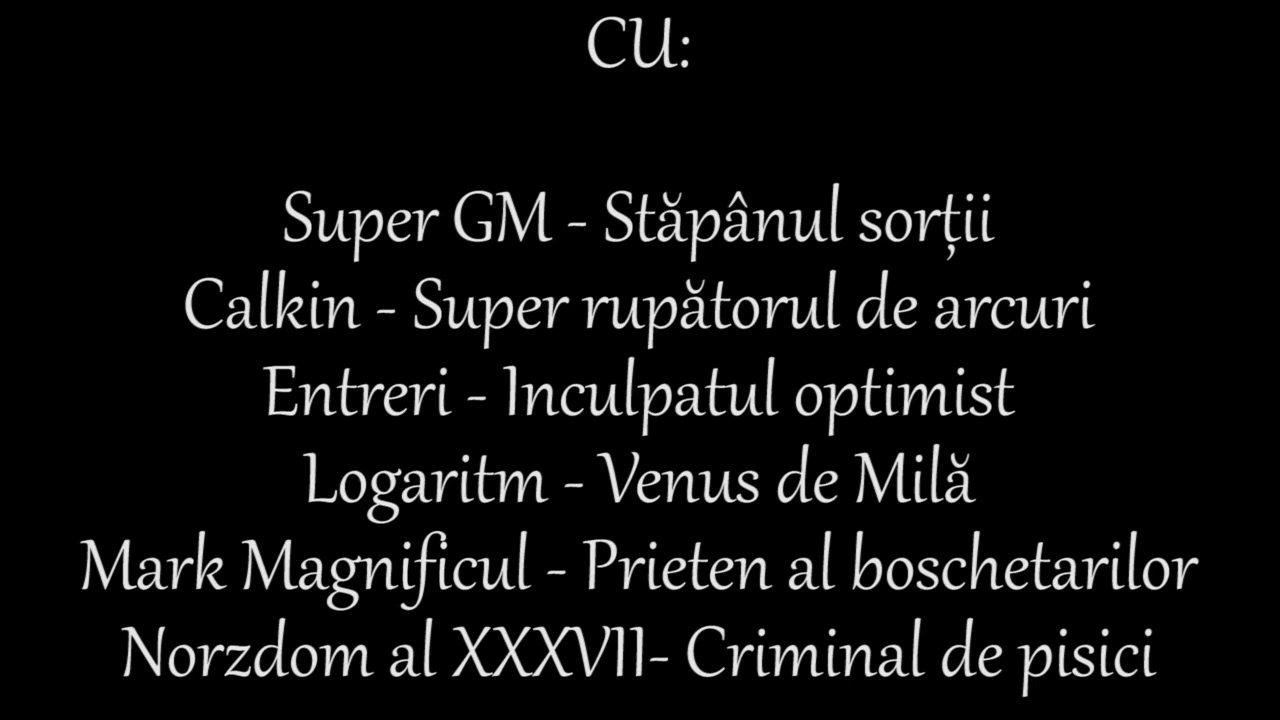 CU:
Super GM - Stăpânul sorții
Calkin - Super rupătorul de arcuri
Entreri - Inculpatul optimist
Logaritm - Venus de Milă
Mark Magnificul - Prieten al boschetarilor
Norzdom al XXXVII- Criminal de pisici